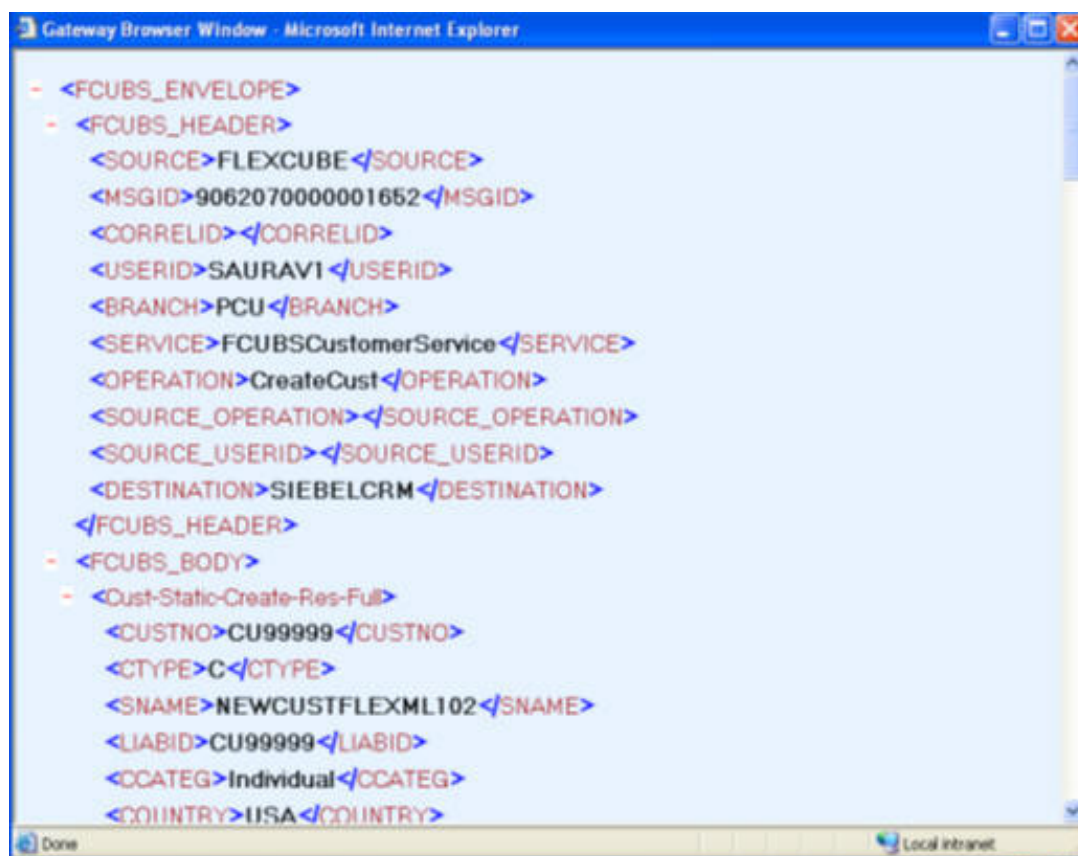 Gateway Browser Window - Microsoft Internet Explorer
- <FCUBS_ENVELOPE>
- <FCUBS_HEADER>
<SOURCE>FLEXCUBE</SOURCE>
<MSGID>9062070000001652</MSGID>
<CORRELID></CORRELID>
<USERID>SAURAV1</USERID>
<BRANCH>PCU</BRANCH>
<SERVICE>FCUBSCustomerService</SERVICE>
<OPERATION>CreateCust</OPERATION>
<SOURCE_OPERATION></SOURCE_OPERATION>
<SOURCE_USERID></SOURCE_USERID>
<DESTINATION>SIEBELCRM</DESTINATION>
</FCUBS_HEADER>
- <FCUBS_BODY>
- <Cust-Static-Create-Res-Full>
<CUSTNO>CU99999</CUSTNO>
<CTYPE>C</CTYPE>
<SNAME>NEWCUSTFLEXML102</SNAME>
<LIABID>CU99999</LIABID>
<CCATEG>Individual</CCATEG>
<COUNTRY>USA</COUNTRY>
Done Local intranet